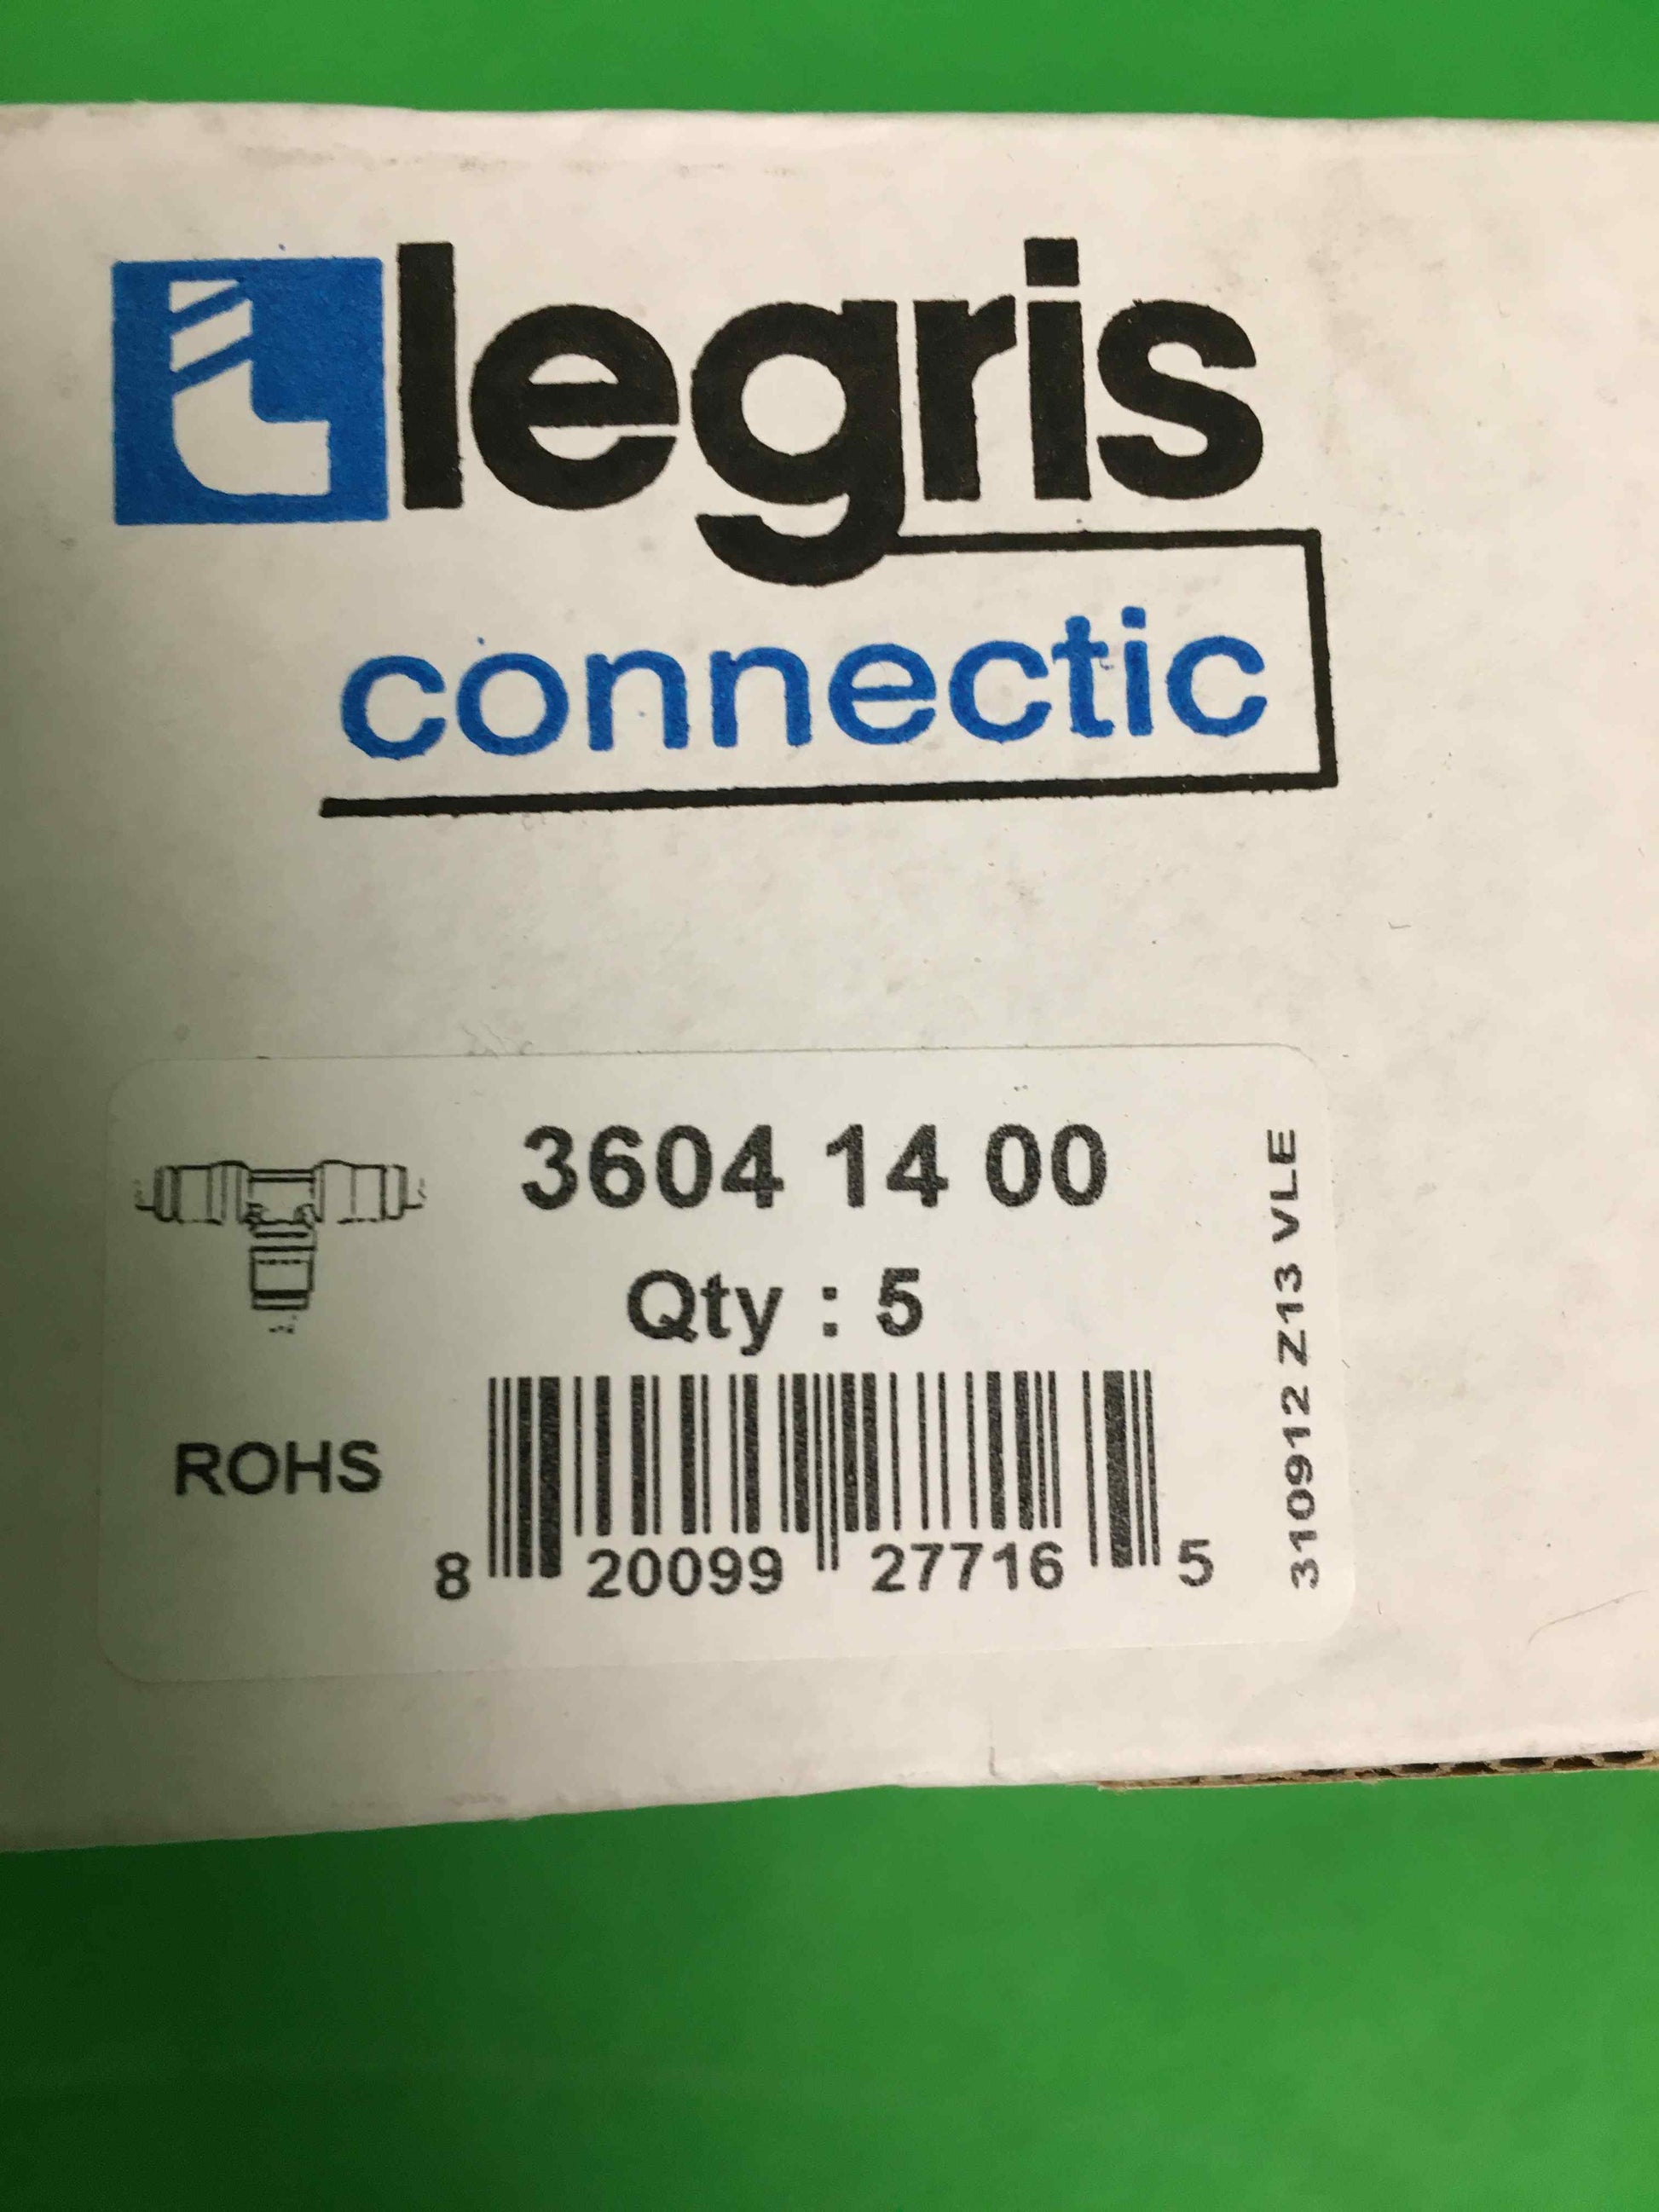 legris
connectic
3604 14 00
Qty : 5
ROHS
8 20099 27716 5
310912 Z13 VLE